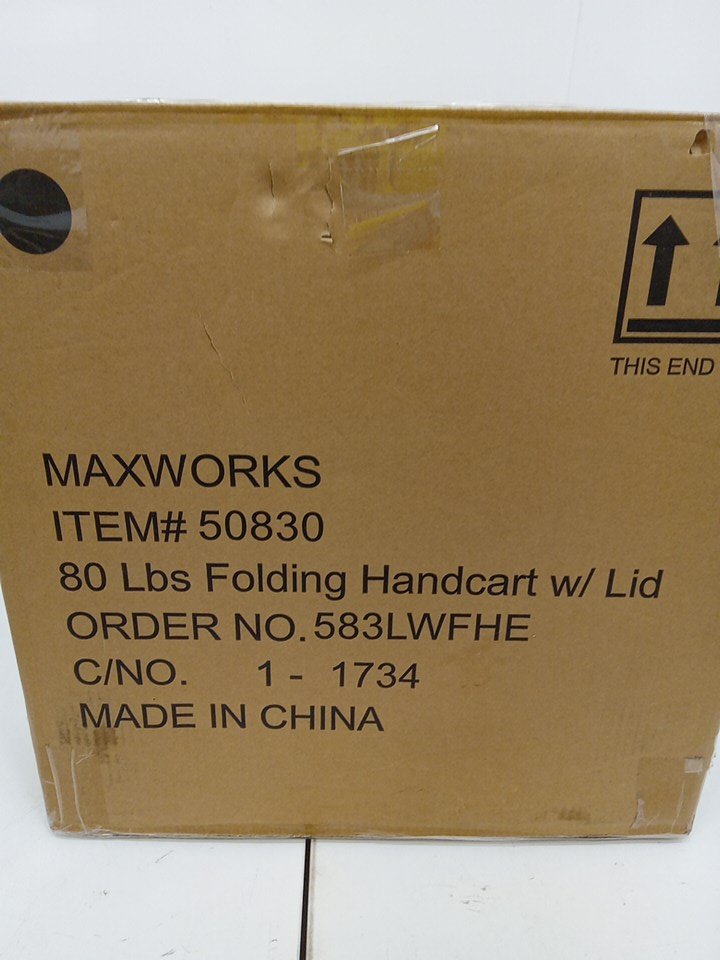 THIS END
MAXWORKS
ITEM# 50830
80 Lbs Folding Handcart w/ Lid
ORDER NO. 583LWFHE
C/NO. 1 - 1734
MADE IN CHINA